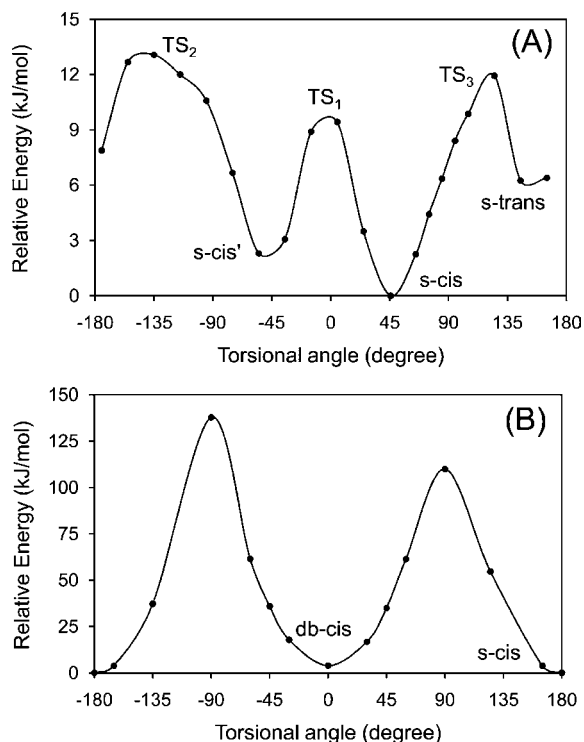 (A)
Relative Energy (kJ/mol)
15
12
9
6
3
0
TS₂
TS₁
TS₃
s-trans
s-cis'
s-cis
-180 -135 -90 -45 0 45 90 135 180
Torsional angle (degree)
(B)
Relative Energy (kJ/mol)
150
125
100
75
50
25
0
db-cis
s-cis
-180 -135 -90 -45 0 45 90 135 180
Torsional angle (degree)